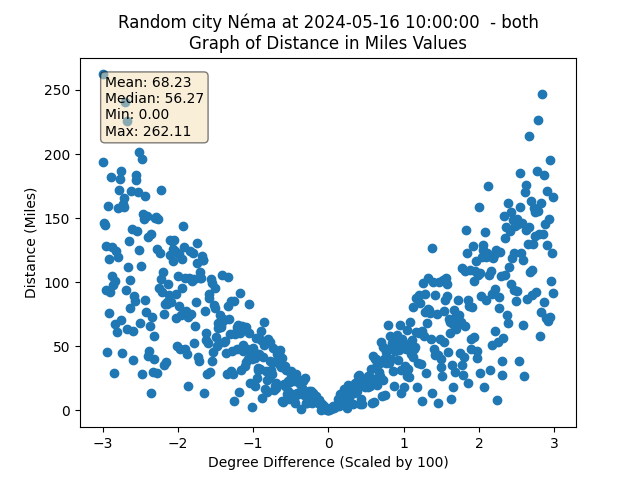 Random city Néma at 2024-05-16 10:00:00  - both
Graph of Distance in Miles Values
Mean: 68.23
Median: 56.27
Min: 0.00
Max: 262.11
250
200
150
100
50
0
Distance (Miles)
−3
−2
−1
0
1
2
3
Degree Difference (Scaled by 100)